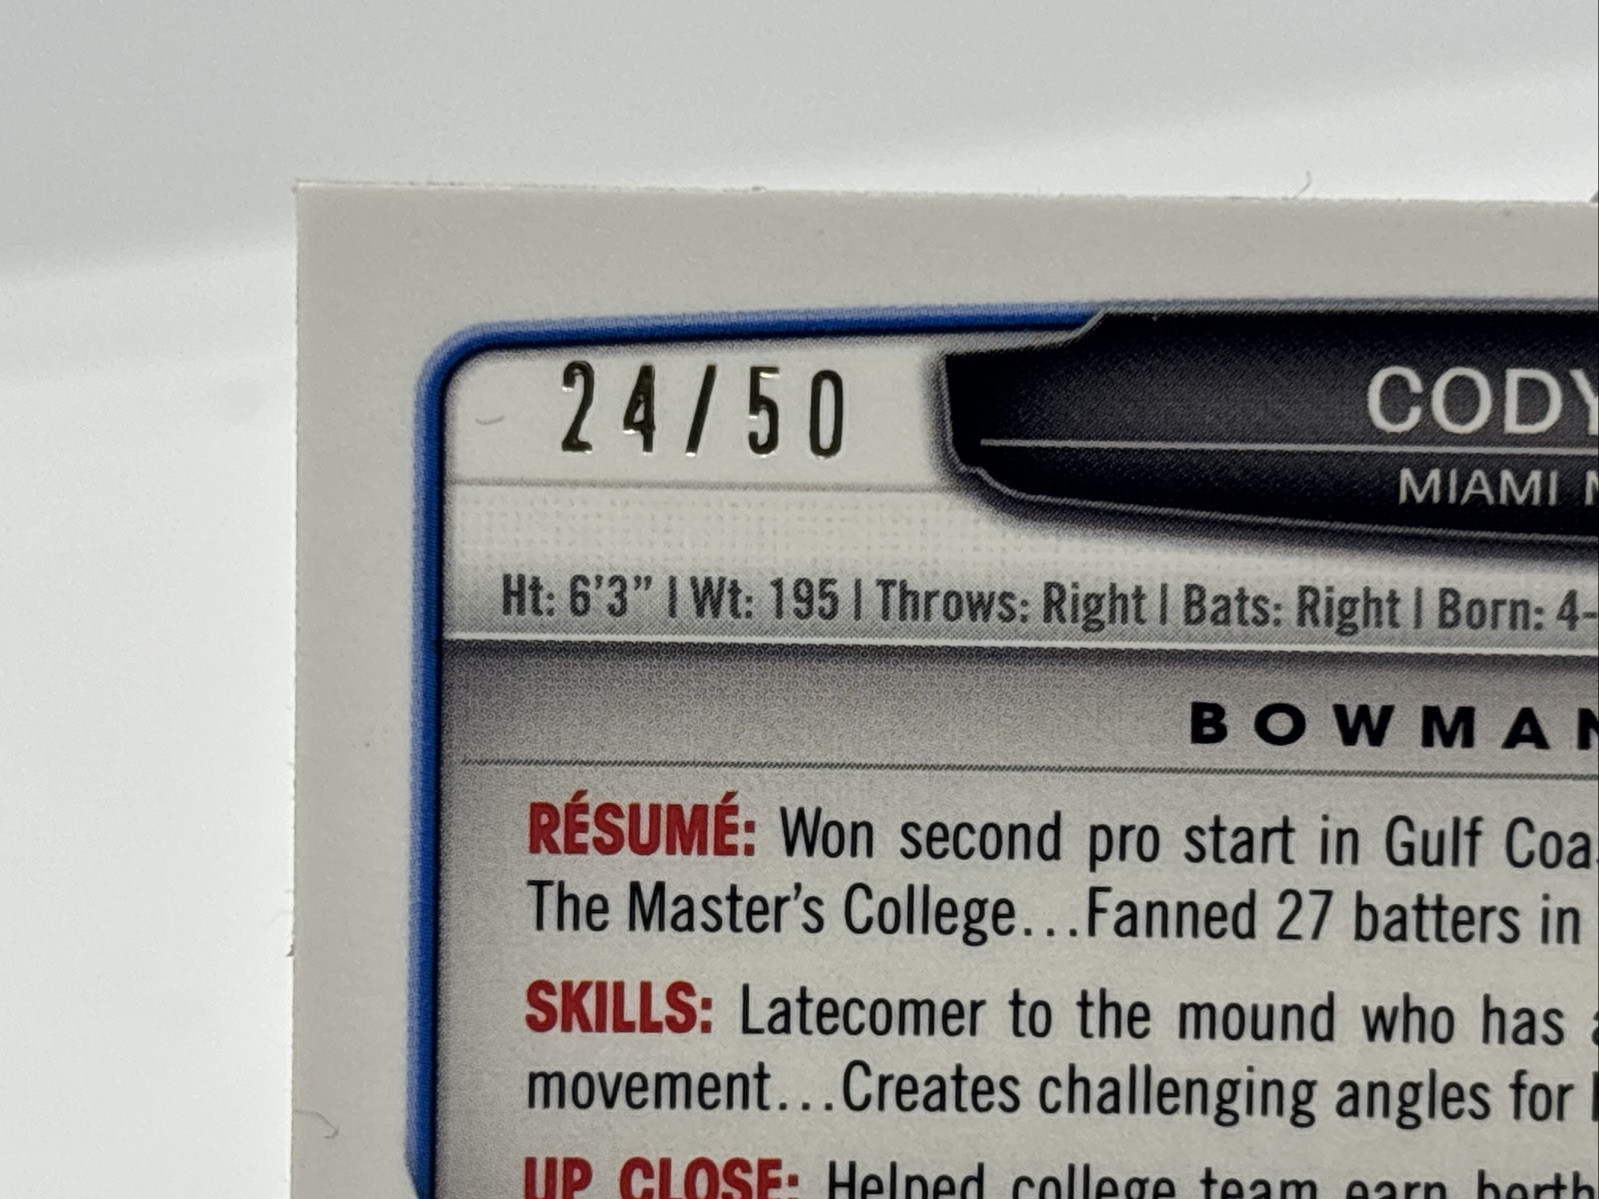 24/50
CODY
MIAMI
Ht: 6'3" | Wt: 195 | Throws: Right | Bats: Right | Born: 4-
BOWMAN
RÉSUMÉ: Won second pro start in Gulf Coa
The Master's College...Fanned 27 batters in
SKILLS: Latecomer to the mound who has
movement...Creates challenging angles for
UP CLOSE: Helped college team earn berth